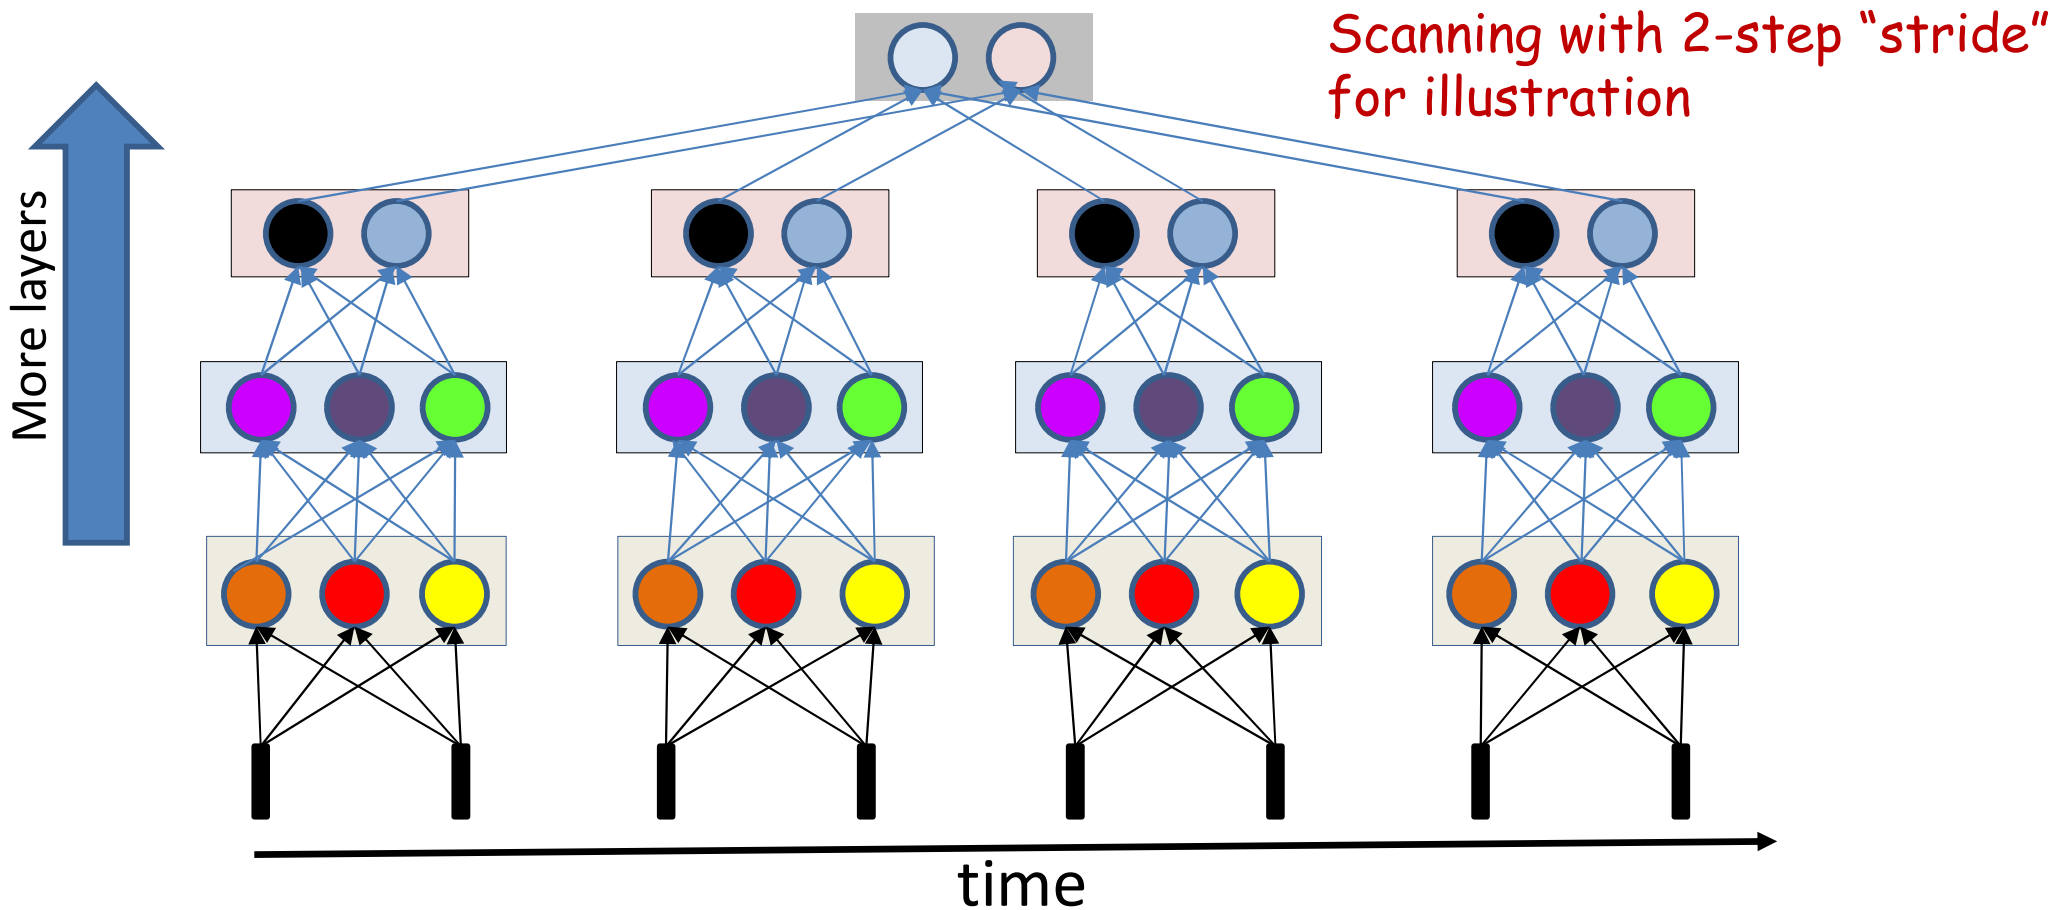 Scanning with 2-step “stride”
for illustration
More layers
time